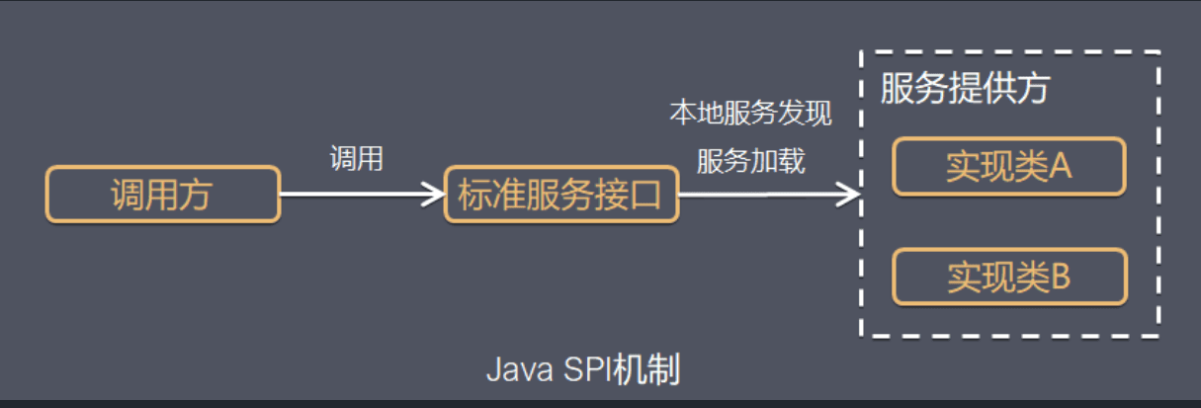 调用方
调用
标准服务接口
本地服务发现
服务加载
服务提供方
实现类A
实现类B
Java SPI机制